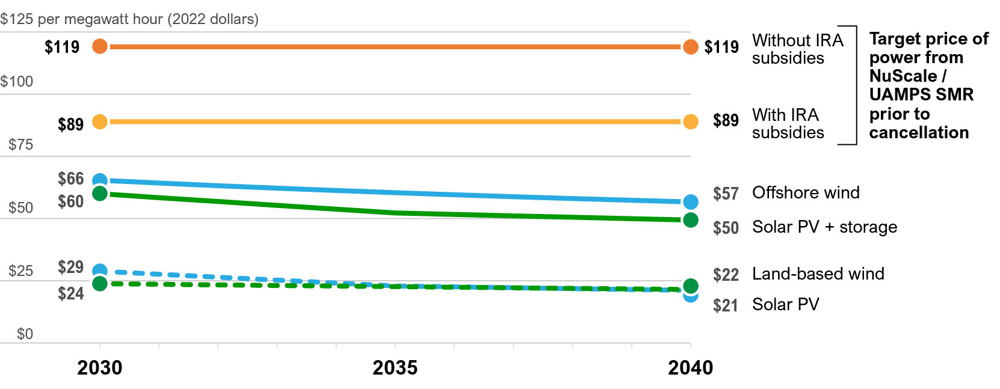 $125 per megawatt hour (2022 dollars)
$119
$119
Without IRA
subsidies
Target price of
power from
NuScale /
UAMPS SMR
prior to
cancellation
$100
$89
$89
With IRA
subsidies
$75
$66
$60
$57
Offshore wind
$50
$50
Solar PV + storage
$29
$25
$24
$22
Land-based wind
$21
Solar PV
$0
2030
2035
2040